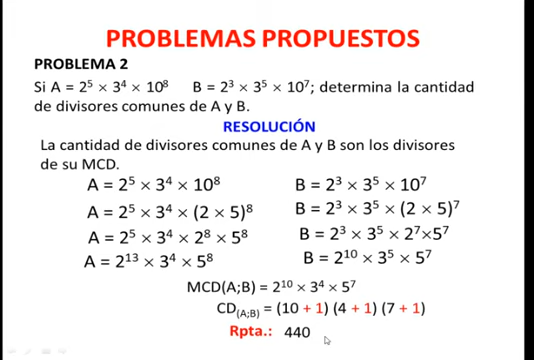 PROBLEMAS PROPUESTOS
PROBLEMA 2
Si A = 2⁵ × 3⁴ × 10⁸ B = 2³ × 3⁵ × 10⁷; determina la cantidad
de divisores comunes de A y B.
RESOLUCIÓN
La cantidad de divisores comunes de A y B son los divisores
de su MCD.
A = 2⁵ × 3⁴ × 10⁸ B = 2³ × 3⁵ × 10⁷
A = 2⁵ × 3⁴ × (2 × 5)⁸ B = 2³ × 3⁵ × (2 × 5)⁷
A = 2⁵ × 3⁴ × 2⁸ × 5⁸ B = 2³ × 3⁵ × 2⁷×5⁷
A = 2¹³ × 3⁴ × 5⁸ B = 2¹⁰ × 3⁵ × 5⁷
MCD(A;B) = 2¹⁰ × 3⁴ × 5⁷
CD₍A;B₎ = (10 + 1) (4 + 1) (7 + 1)
Rpta.: 440